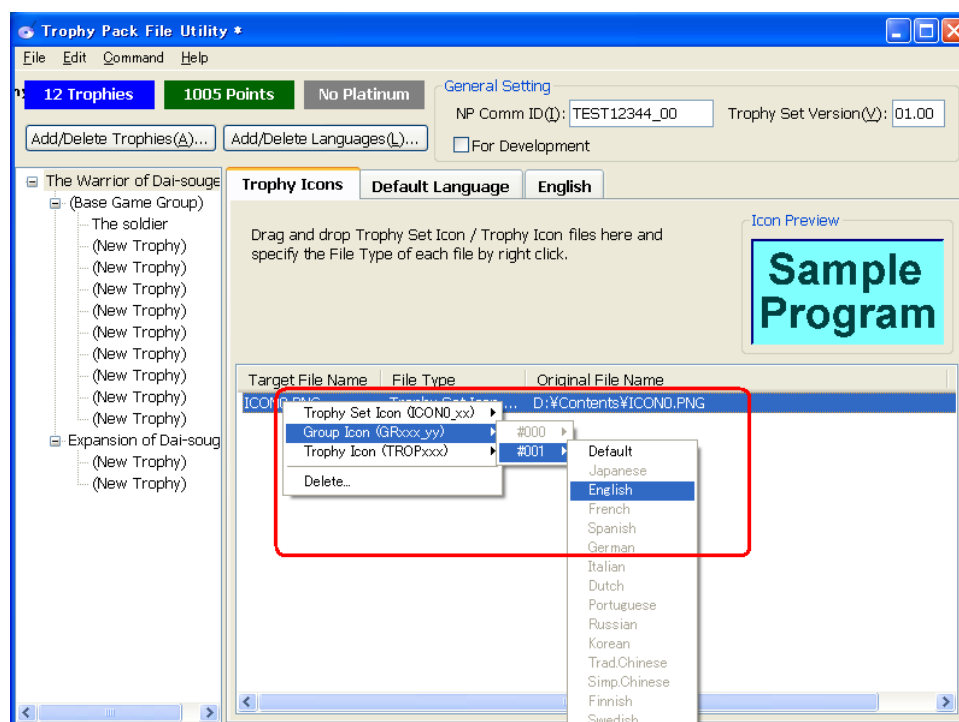 Trophy Pack File Utility *
File Edit Command Help
12 Trophies 1005 Points No Platinum
General Setting
NP Comm ID(I): TEST12344_00 Trophy Set Version(V): 01.00
Add/Delete Trophies(A)... Add/Delete Languages(L)...
For Development
The Warrior of Dai-souge
(Base Game Group)
The soldier
(New Trophy)
(New Trophy)
(New Trophy)
(New Trophy)
(New Trophy)
(New Trophy)
(New Trophy)
(New Trophy)
(New Trophy)
Expansion of Dai-soug
(New Trophy)
(New Trophy)
Trophy Icons Default Language English
Drag and drop Trophy Set Icon / Trophy Icon files here and
specify the File Type of each file by right click.
Icon Preview
Sample
Program
Target File Name File Type Original File Name
ICON0.PNG Trophy Set Icon ... D:¥Contents¥ICON0.PNG
Trophy Set Icon (ICON0_xx)
Group Icon (GRxxx_yy)
Trophy Icon (TROPxxx)
Delete...
#000
#001
Default
Japanese
English
French
Spanish
German
Italian
Dutch
Portuguese
Russian
Korean
Trad.Chinese
Simp.Chinese
Finnish
Swedish